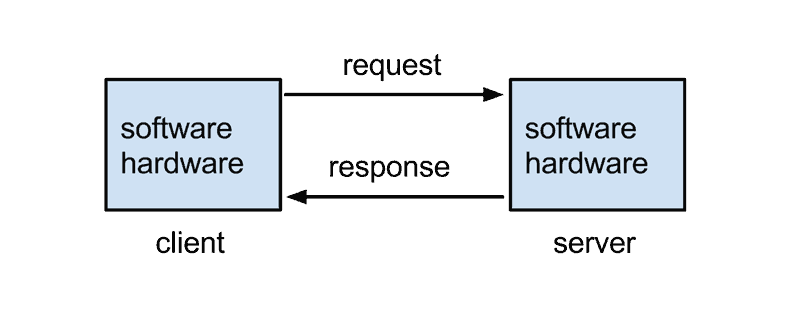 request
software
hardware
software
hardware
response
client
server